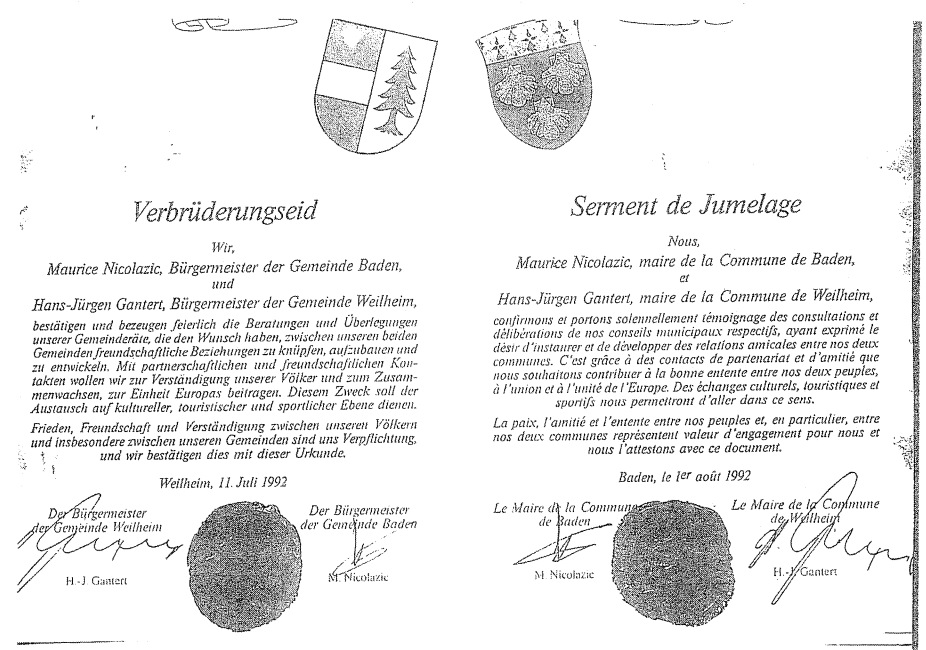 Verbrüderungseid
Wir,
Maurice Nicolazic, Bürgermeister der Gemeinde Baden,
und
Hans-Jürgen Gantert, Bürgermeister der Gemeinde Weilheim,
bestätigen und bezeugen feierlich die Beratungen und Überlegungen
unserer Gemeinderäte, die den Wunsch haben, zwischen unseren beiden
Gemeinden freundschaftliche Beziehungen zu knüpfen, aufzubauen und
zu entwickeln. Mit partnerschaftlichen und freundschaftlichen Kon-
takten wollen wir zur Verständigung unserer Völker und zum Zusam-
menwachsen, zur Einheit Europas beitragen. Diesem Zweck soll der
Austausch auf kultureller, touristischer und sportlicher Ebene dienen.
Frieden, Freundschaft und Verständigung zwischen unseren Völkern
und insbesondere zwischen unseren Gemeinden sind uns Verpflichtung,
und wir bestätigen dies mit dieser Urkunde.
Weilheim, 11. Juli 1992
Der Bürgermeister
der Gemeinde Weilheim
H.-J. Gantert
Der Bürgermeister
der Gemeinde Baden
M. Nicolazic
Serment de Jumelage
Nous,
Maurice Nicolazic, maire de la Commune de Baden,
et
Hans-Jürgen Gantert, maire de la Commune de Weilheim,
confirmons et portons solennellement témoignage des consultations et
délibérations de nos conseils municipaux respectifs, ayant exprimé le
désir d'instaurer et de développer des relations amicales entre nos deux
communes. C'est grâce à des contacts de partenariat et d'amitié que
nous souhaitons contribuer à la bonne entente entre nos deux peuples,
à l'union et à l'unité de l'Europe. Des échanges culturels, touristiques et
sportifs nous permettront d'aller dans ce sens.
La paix, l'amitié et l'entente entre nos peuples et, en particulier, entre
nos deux communes représentent valeur d'engagement pour nous et
nous l'attestons avec ce document.
Baden, le 1er août 1992
Le Maire de la Commune
de Baden
M. Nicolazic
Le Maire de la Commune
de Weilheim
H.-J. Gantert